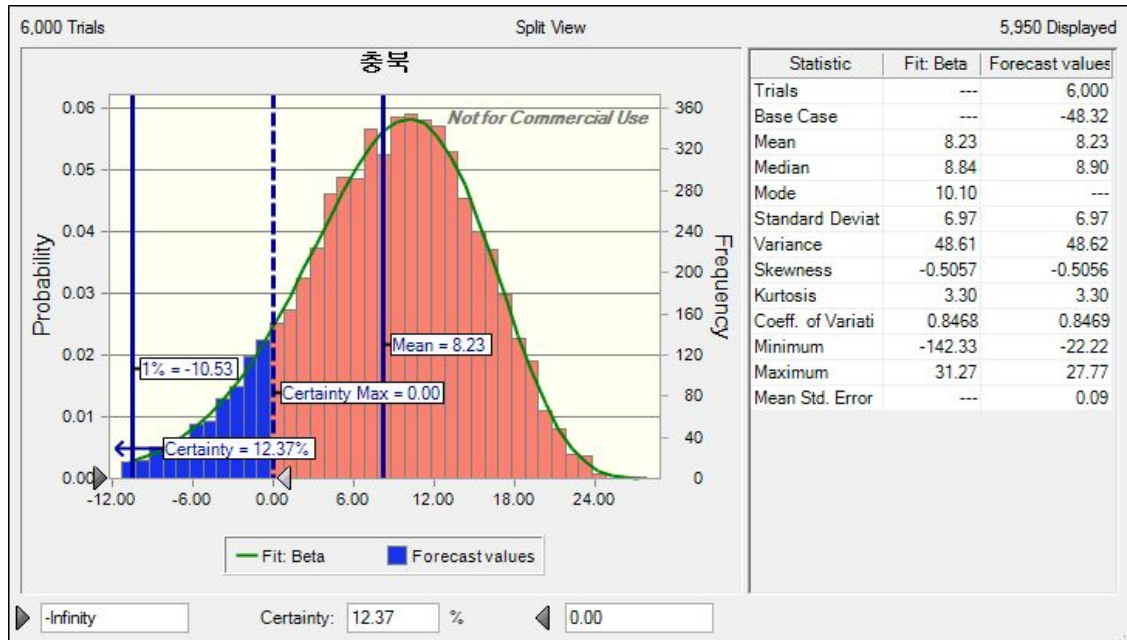 6,000 Trials
Split View
5,950 Displayed
충북
Not for Commercial Use
Probability
0.06
0.05
0.04
0.03
0.02
0.01
0.00
Frequency
360
320
280
240
200
160
120
80
40
0
1% = -10.53
Mean = 8.23
Certainty Max = 0.00
Certainty = 12.37%
-12.00 -6.00 0.00 6.00 12.00 18.00 24.00
Fit: Beta Forecast values
Statistic Fit: Beta Forecast values
Trials --- 6,000
Base Case --- -48.32
Mean 8.23 8.23
Median 8.84 8.90
Mode 10.10 ---
Standard Deviat 6.97 6.97
Variance 48.61 48.62
Skewness -0.5057 -0.5056
Kurtosis 3.30 3.30
Coeff. of Variati 0.8468 0.8469
Minimum -142.33 -22.22
Maximum 31.27 27.77
Mean Std. Error --- 0.09
-Infinity Certainty: 12.37 % 0.00